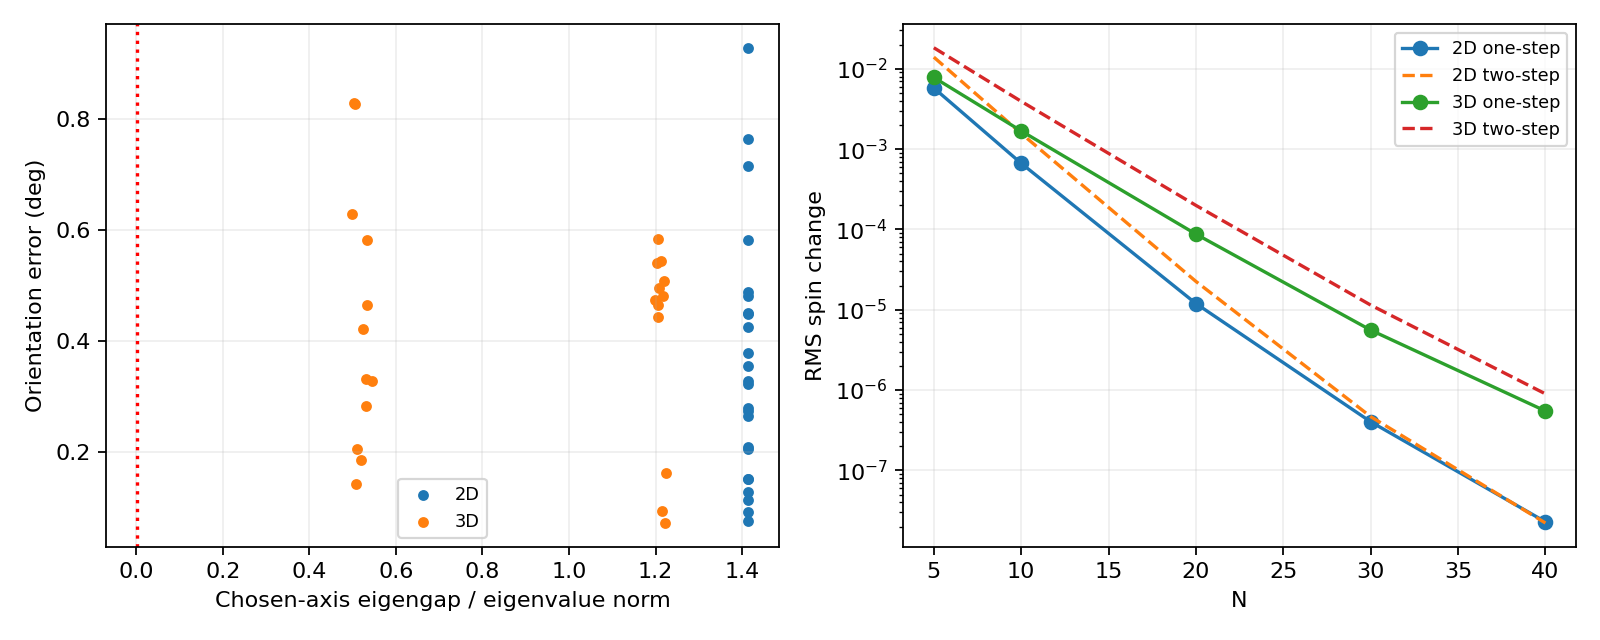 Orientation error (deg)
0.8
0.6
0.4
0.2
2D
3D
0.0 0.2 0.4 0.6 0.8 1.0 1.2 1.4
Chosen-axis eigengap / eigenvalue norm
RMS spin change
10⁻²
10⁻³
10⁻⁴
10⁻⁵
10⁻⁶
10⁻⁷
2D one-step
2D two-step
3D one-step
3D two-step
5 10 15 20 25 30 35 40
N